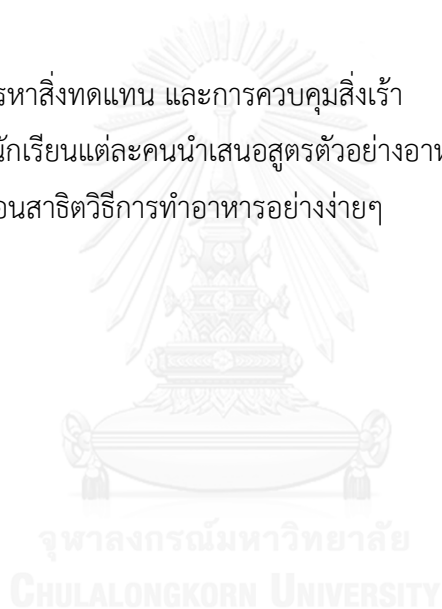 รหาสิ่งทดแทน และการควบคุมสิ่งเร้า
นักเรียนแต่ละคนนำเสนอสูตรตัวอย่างอาห
อนสาธิตวิธีการทำอาหารอย่างง่ายๆ
จุฬาลงกรณ์มหาวิทยาลัย
CHULALONGKORN UNIVERSITY